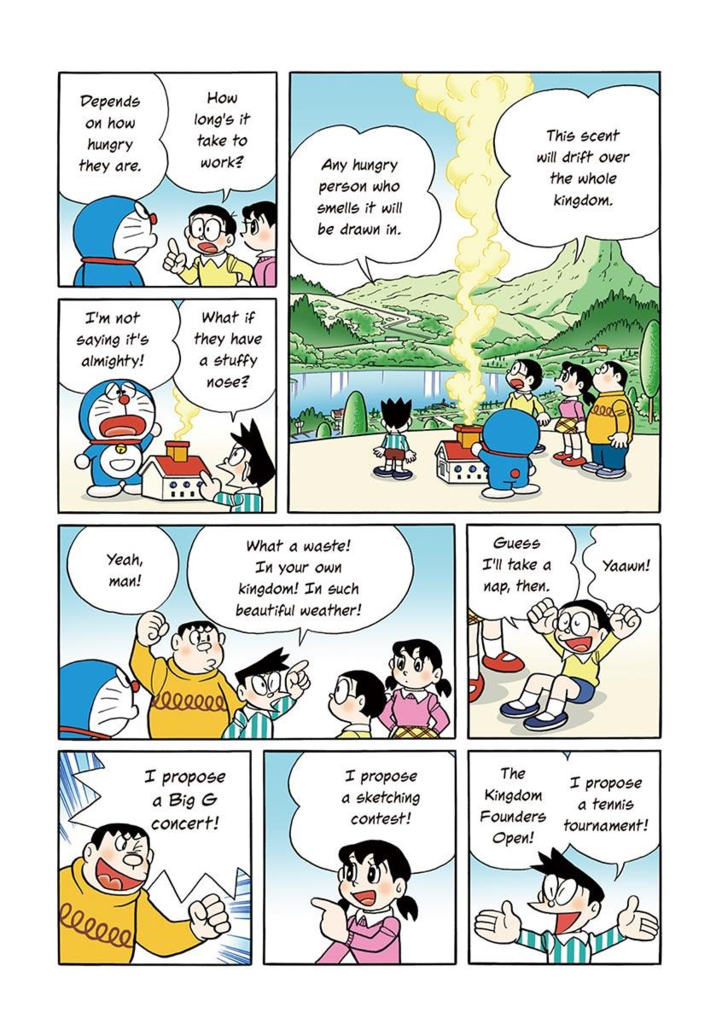 This scent
will drift over
the whole
kingdom.
Any hungry
person who
smells it will
be drawn in.
How
long's it
take to
work?
Depends
on how
hungry
they are.
What if
they have
a stuffy
nose?
I'm not
saying it's
almighty!
Yaawn!
Guess
I'll take a
nap, then.
What a waste!
In your own
kingdom! In such
beautiful weather!
Yeah,
man!
I propose
a tennis
tournament!
The
Kingdom
Founders
Open!
I propose
a sketching
contest!
I propose
a Big G
concert!